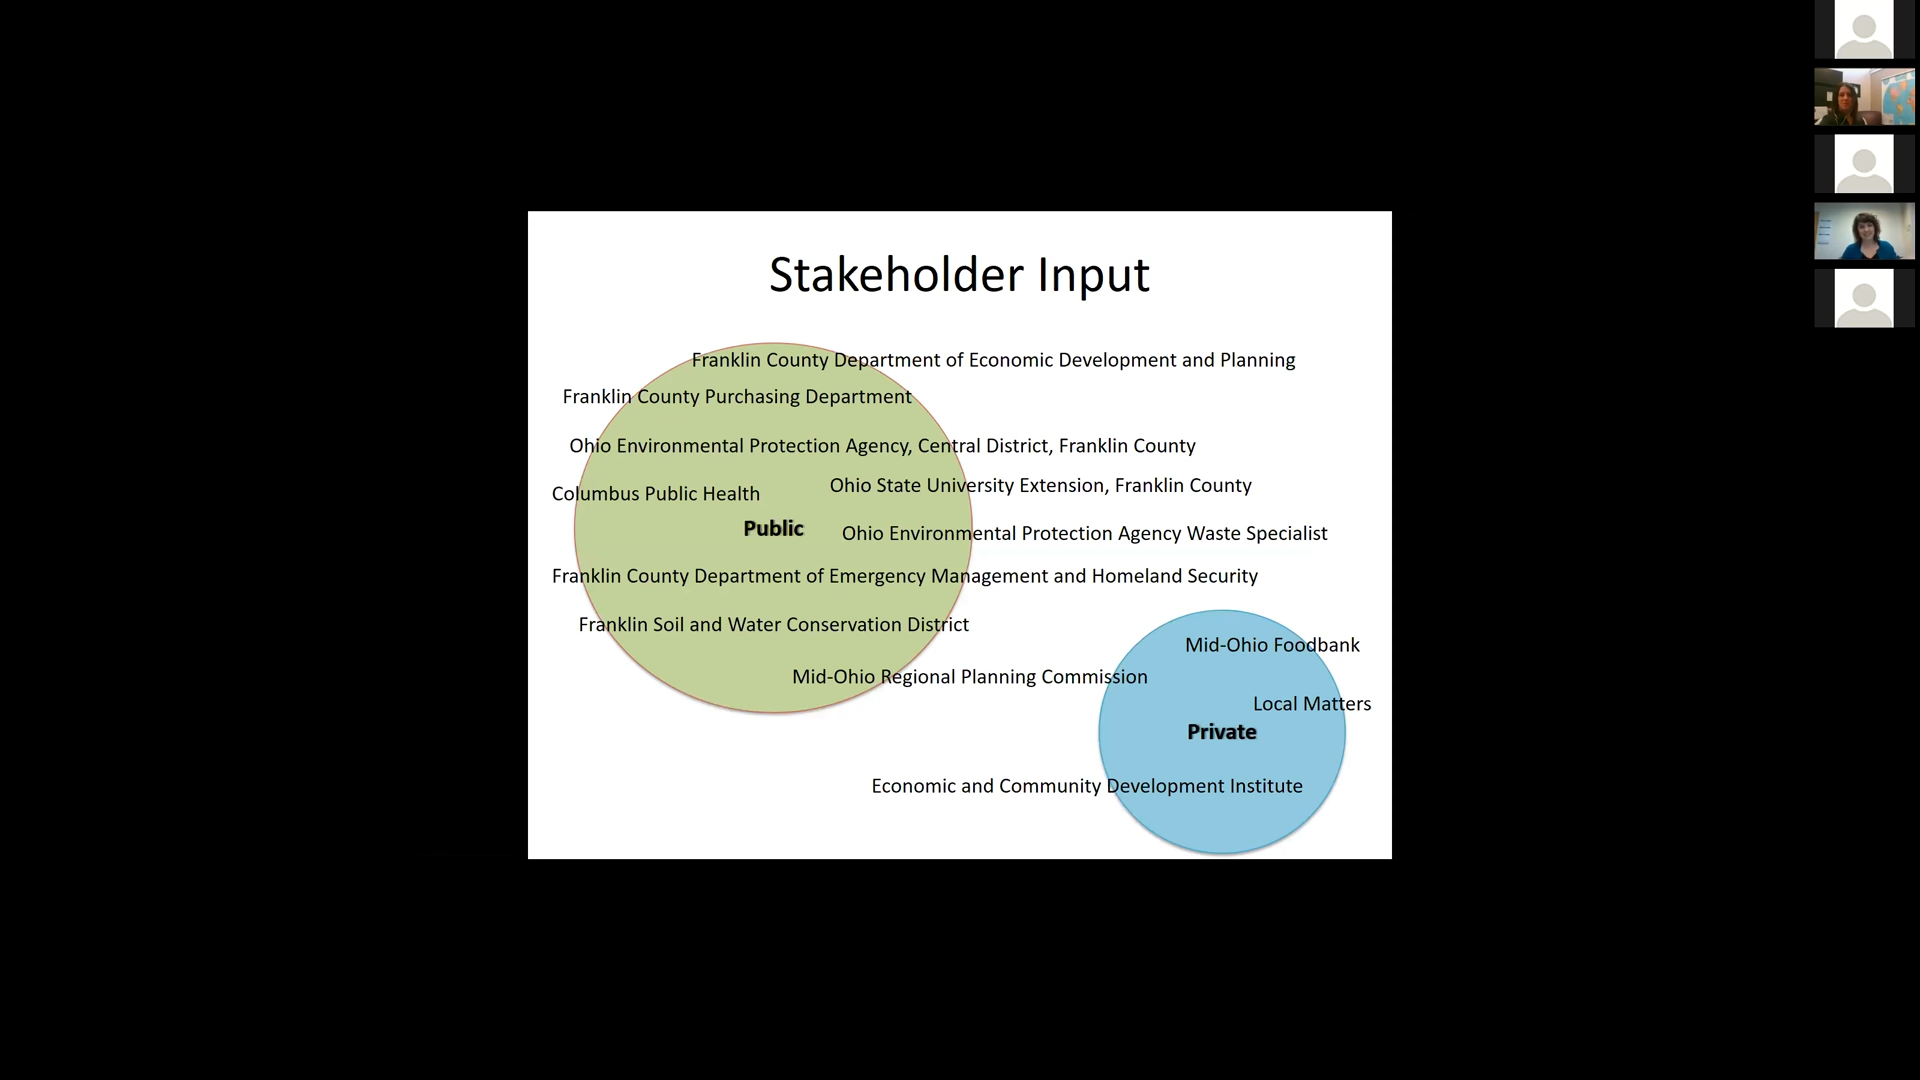 Stakeholder Input
Franklin County Department of Economic Development and Planning
Franklin County Purchasing Department
Ohio Environmental Protection Agency, Central District, Franklin County
Ohio State University Extension, Franklin County
Columbus Public Health
Public
Ohio Environmental Protection Agency Waste Specialist
Franklin County Department of Emergency Management and Homeland Security
Franklin Soil and Water Conservation District
Mid-Ohio Foodbank
Mid-Ohio Regional Planning Commission
Local Matters
Private
Economic and Community Development Institute